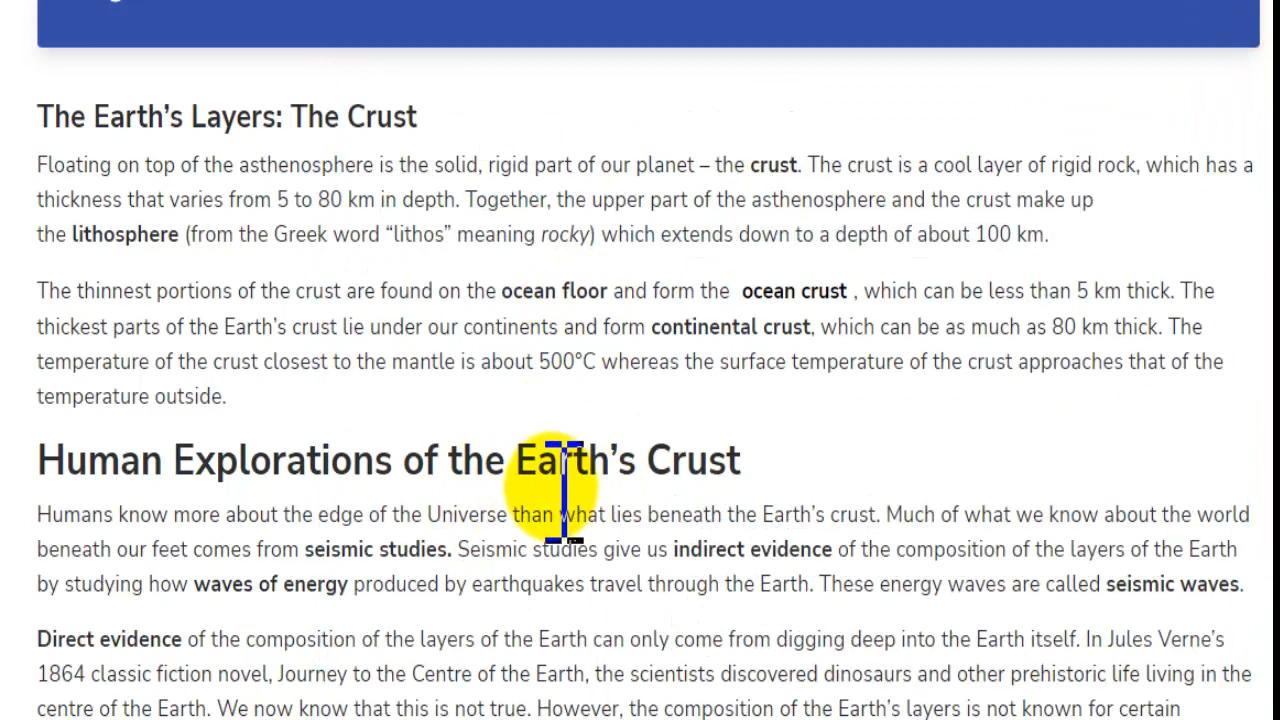 The Earth’s Layers: The Crust
Floating on top of the asthenosphere is the solid, rigid part of our planet – the crust. The crust is a cool layer of rigid rock, which has a
thickness that varies from 5 to 80 km in depth. Together, the upper part of the asthenosphere and the crust make up
the lithosphere (from the Greek word “lithos” meaning rocky) which extends down to a depth of about 100 km.
The thinnest portions of the crust are found on the ocean floor and form the ocean crust , which can be less than 5 km thick. The
thickest parts of the Earth’s crust lie under our continents and form continental crust, which can be as much as 80 km thick. The
temperature of the crust closest to the mantle is about 500°C whereas the surface temperature of the crust approaches that of the
temperature outside.
Human Explorations of the Earth’s Crust
Humans know more about the edge of the Universe than what lies beneath the Earth’s crust. Much of what we know about the world
beneath our feet comes from seismic studies. Seismic studies give us indirect evidence of the composition of the layers of the Earth
by studying how waves of energy produced by earthquakes travel through the Earth. These energy waves are called seismic waves.
Direct evidence of the composition of the layers of the Earth can only come from digging deep into the Earth itself. In Jules Verne’s
1864 classic fiction novel, Journey to the Centre of the Earth, the scientists discovered dinosaurs and other prehistoric life living in the
centre of the Earth. We now know that this is not true. However, the composition of the Earth’s layers is not known for certain